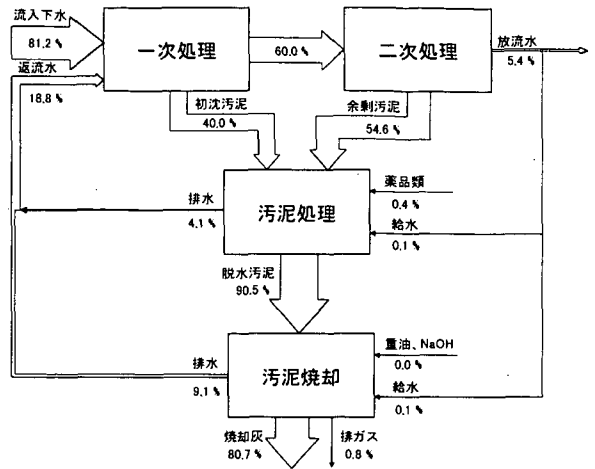 流入下水
81.2 %
返流水
18.8 %
一次処理
60.0 %
二次処理
放流水
5.4 %
初沈汚泥
40.0 %
余剰汚泥
54.6 %
汚泥処理
薬品類
0.4 %
給水
0.1 %
排水
4.1 %
脱水汚泥
90.5 %
汚泥焼却
重油、NaOH
0.0 %
給水
0.1 %
排水
9.1 %
焼却灰
80.7 %
排ガス
0.8 %